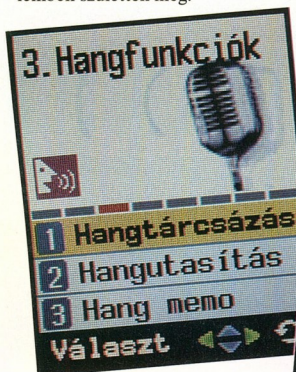 3. Hangfunkciók
1 Hangtárcsázás
2 Hangutasítás
3 Hang memo
Választ